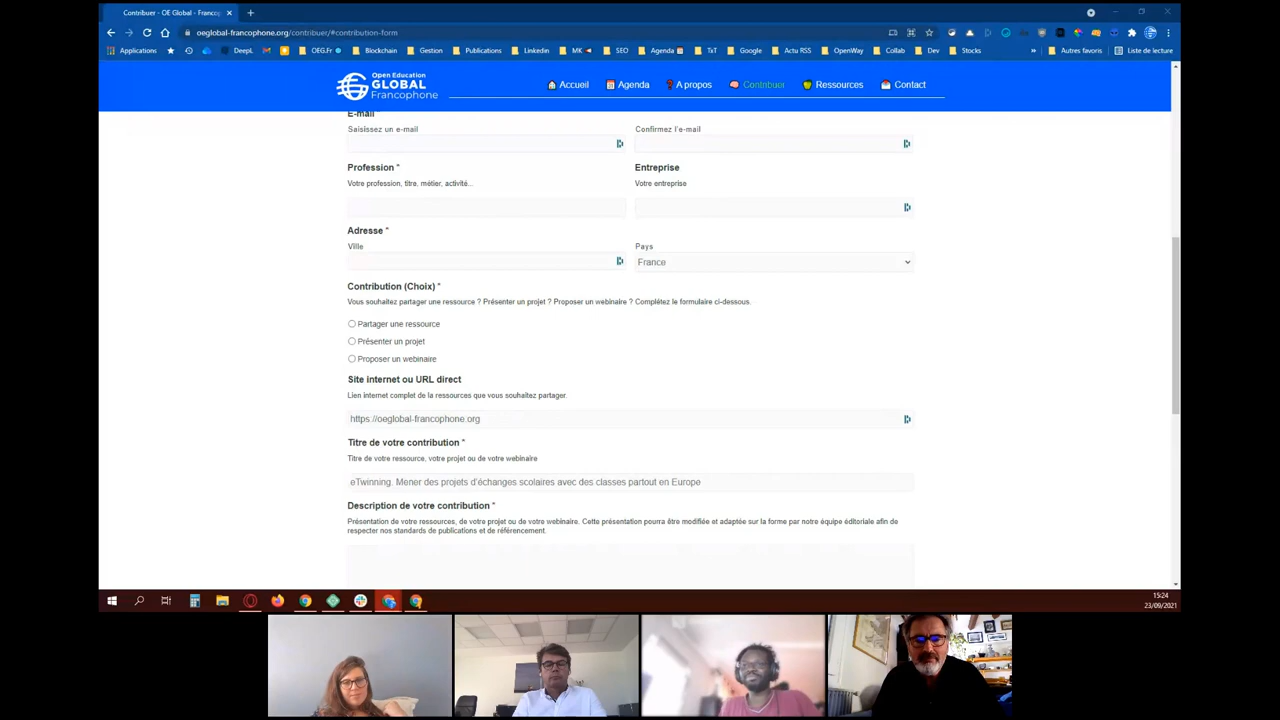 Contribuer - OE Global - Francop
oeglobal-francophone.org/contribuer/#contribution-form
Applications
DeepL
OEG.Fr
Blockchain
Gestion
Publications
Linkedin
MK
SEO
Agenda
TxT
Google
Actu RSS
OpenWay
Collab
Dev
Stocks
Autres favoris
Liste de lecture
Open Education
GLOBAL
Francophone
Accueil
Agenda
A propos
Contribuer
Ressources
Contact
E-mail *
Saisissez un e-mail
Confirmez l'e-mail
Profession *
Entreprise
Votre profession, titre, métier, activité...
Votre entreprise
Adresse *
Ville
Pays
France
Contribution (Choix) *
Vous souhaitez partager une ressource ? Présenter un projet ? Proposer un webinaire ? Complétez le formulaire ci-dessous.
Partager une ressource
Présenter un projet
Proposer un webinaire
Site internet ou URL direct
Lien internet complet de la ressources que vous souhaitez partager.
https://oeglobal-francophone.org
Titre de votre contribution *
Titre de votre ressource, votre projet ou de votre webinaire
eTwinning. Mener des projets d'échanges scolaires avec des classes partout en Europe
Description de votre contribution *
Présentation de votre ressources, de votre projet ou de votre webinaire. Cette présentation pourra être modifiée et adaptée sur la forme par notre équipe éditoriale afin de
respecter nos standards de publications et de référencement.
15:24
23/09/2021